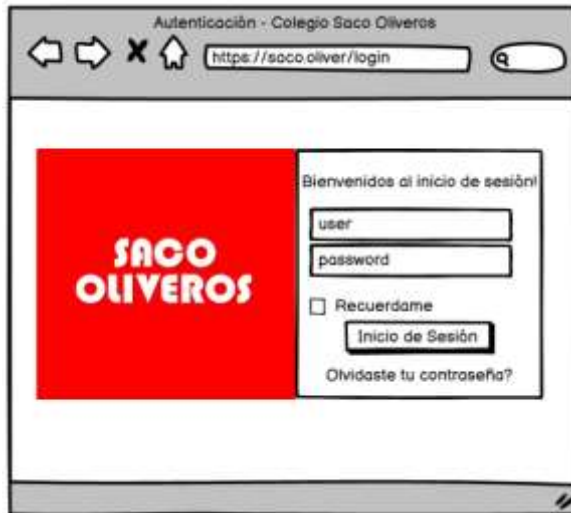 Autenticación - Colegio Saco Oliveros
https://saco.oliver/login
SACO
OLIVEROS
Bienvenidos al inicio de sesión!
user
password
Recuerdame
Inicio de Sesión
Olvidaste tu contraseña?